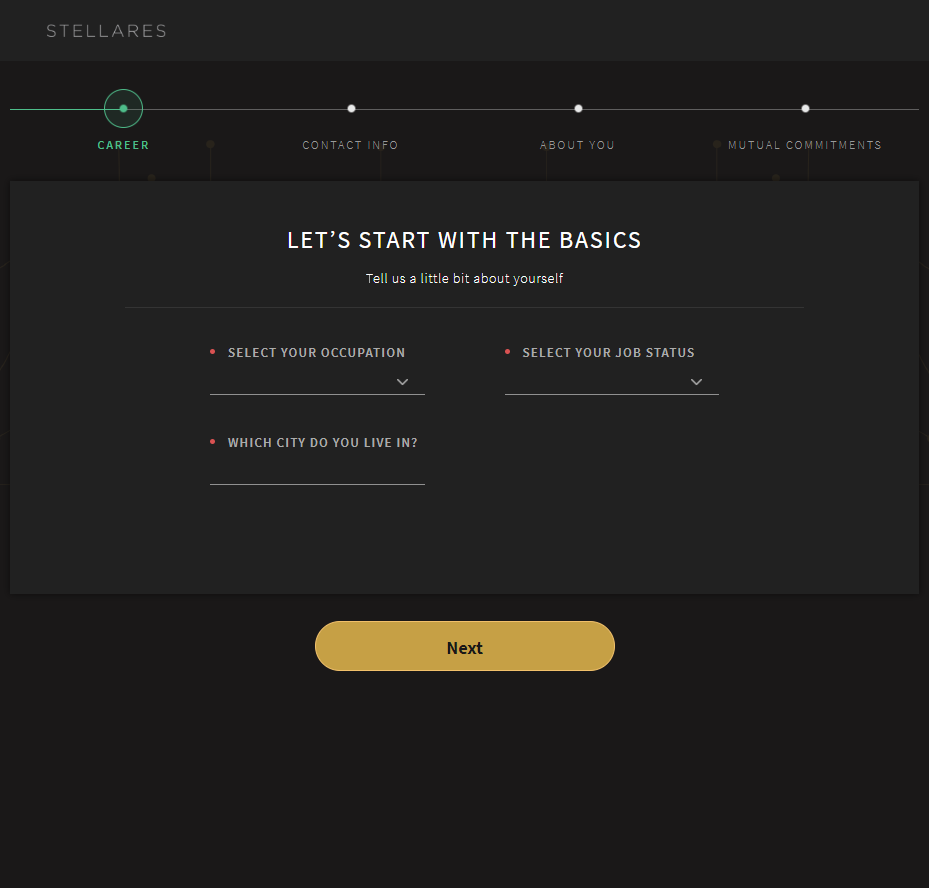 STELLARES
CAREER
CONTACT INFO
ABOUT YOU
MUTUAL COMMITMENTS
LET’S START WITH THE BASICS
Tell us a little bit about yourself
SELECT YOUR OCCUPATION
SELECT YOUR JOB STATUS
WHICH CITY DO YOU LIVE IN?
Next